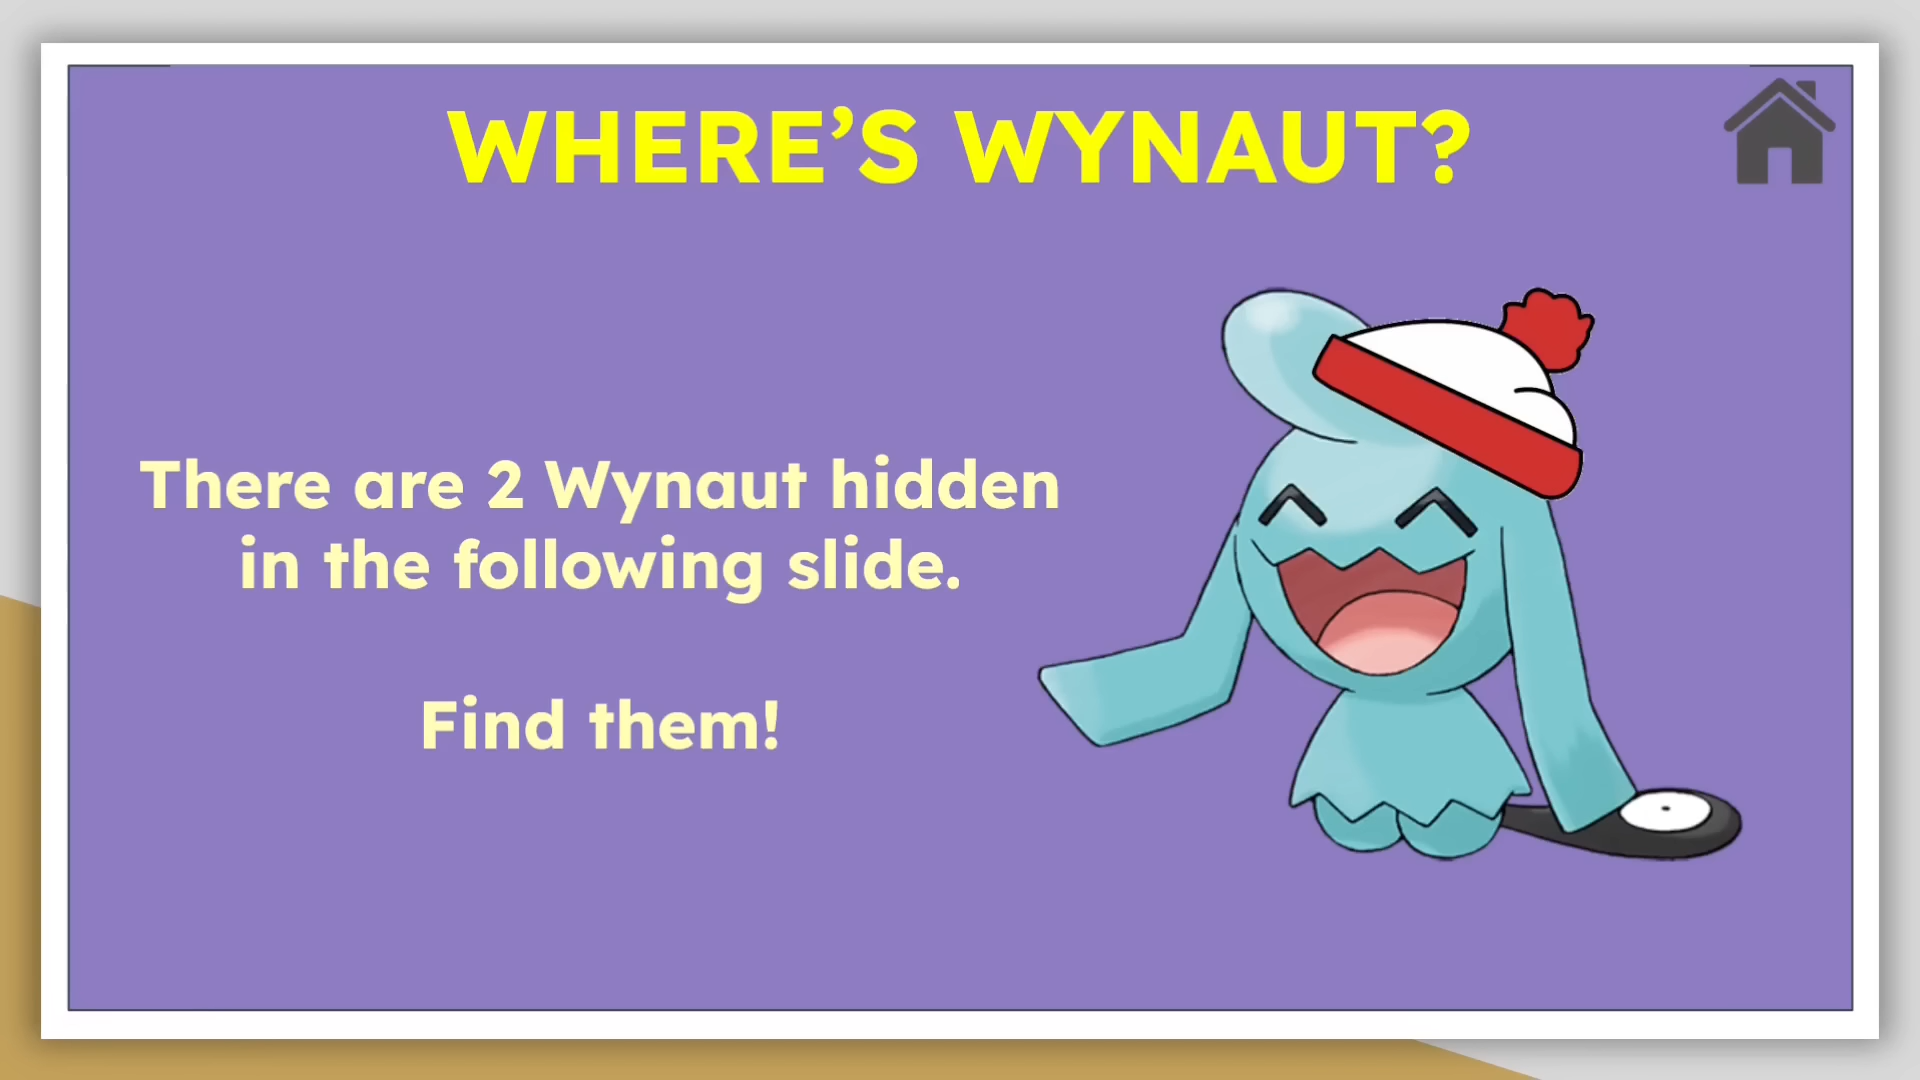 WHERE’S WYNAUT?
There are 2 Wynaut hidden
in the following slide.
Find them!